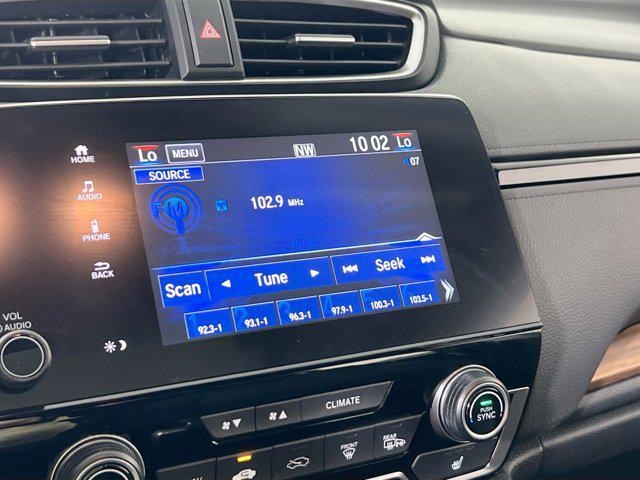 Lo MENU NW 10 02 Lo
07
SOURCE
HOME
FM
102.9 MHz
AUDIO
PHONE
BACK
Scan Tune Seek
92.3-1 93.1-1 96.3-1 97.9-1 100.3-1 103.5-1
VOL
AUDIO
CLIMATE
PUSH
SYNC
FRONT
REAR